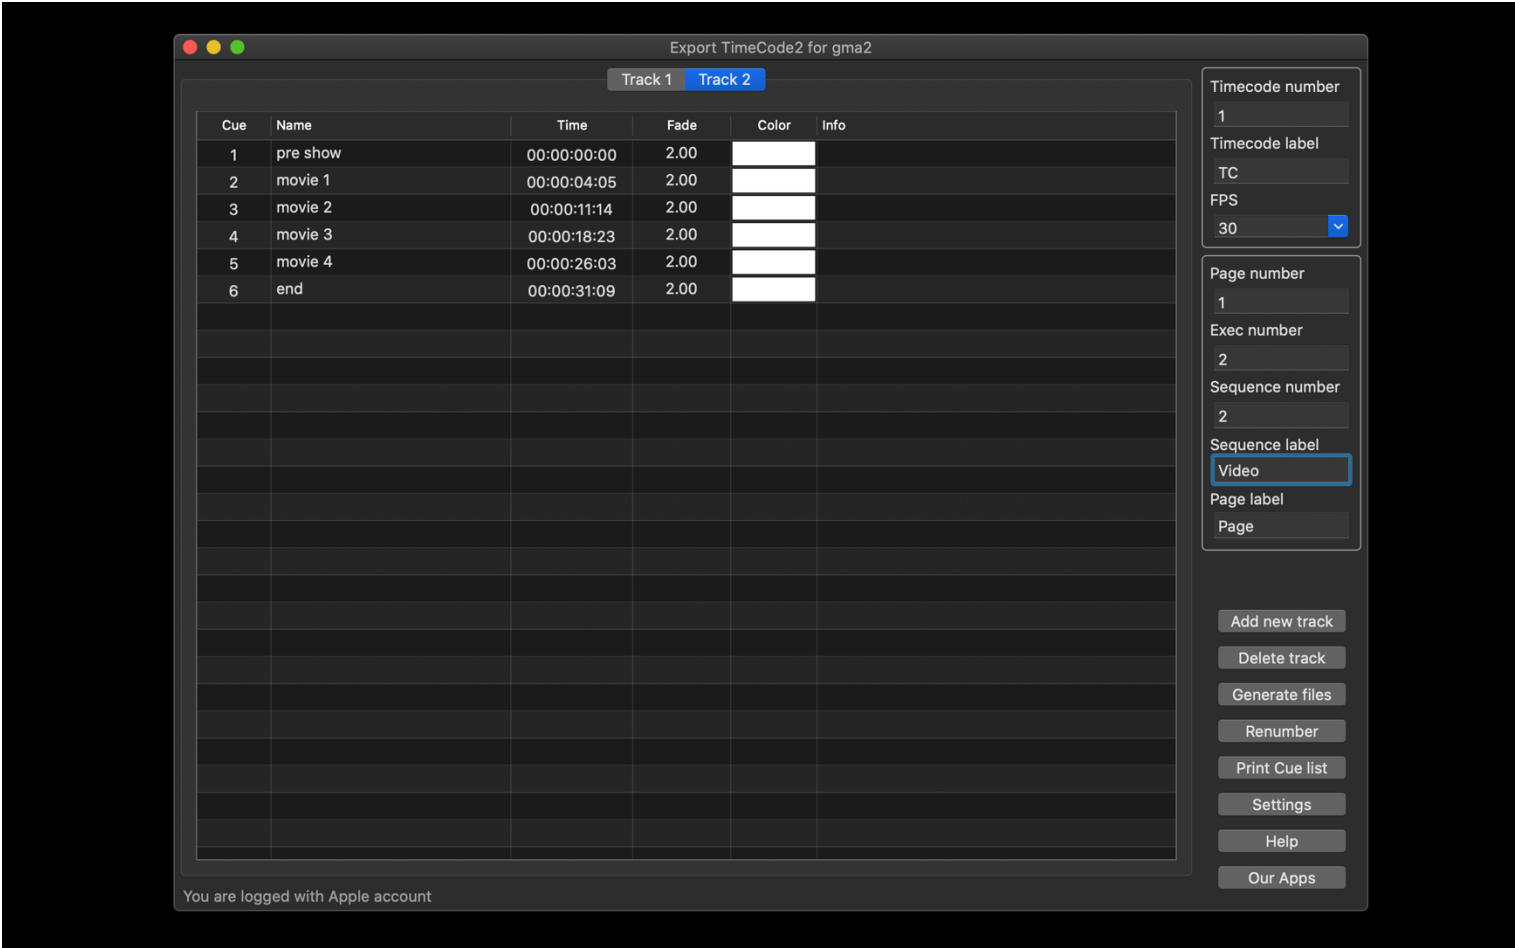 Export TimeCode2 for gma2
Track 1 Track 2
Cue Name Time Fade Color Info
1 pre show 00:00:00:00 2.00
2 movie 1 00:00:04:05 2.00
3 movie 2 00:00:11:14 2.00
4 movie 3 00:00:18:23 2.00
5 movie 4 00:00:26:03 2.00
6 end 00:00:31:09 2.00
Timecode number
1
Timecode label
TC
FPS
30
Page number
1
Exec number
2
Sequence number
2
Sequence label
Video
Page label
Page
Add new track
Delete track
Generate files
Renumber
Print Cue list
Settings
Help
Our Apps
You are logged with Apple account